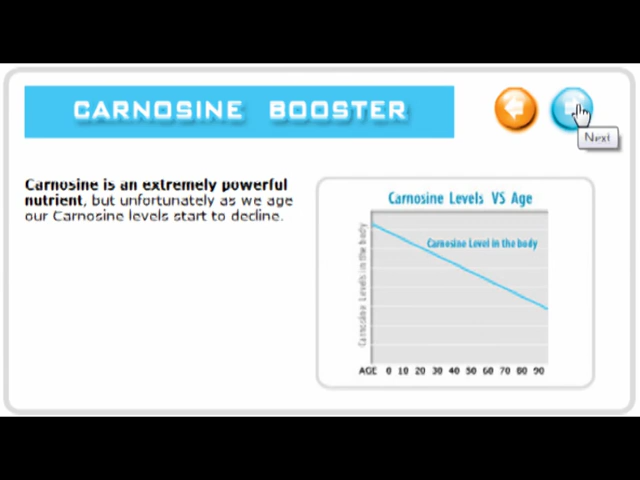 CARNOSINE BOOSTER
Next
Carnosine is an extremely powerful
nutrient, but unfortunately as we age
our Carnosine levels start to decline.
Carnosine Levels VS Age
Carnosine Level in the body
Carnosine Levels in the body
AGE 0 10 20 30 40 50 60 70 80 90